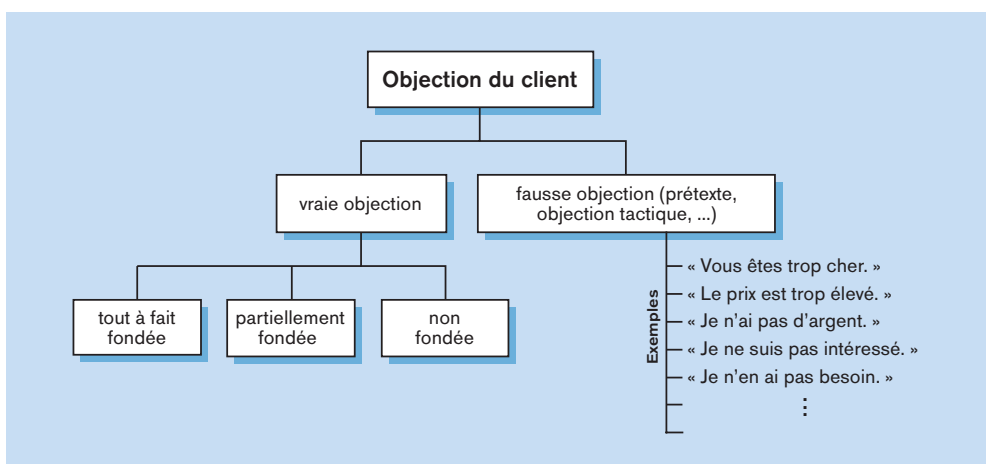 Objection du client
vraie objection
fausse objection (prétexte,
objection tactique, ...)
tout à fait
fondée
partiellement
fondée
non
fondée
Exemples
« Vous êtes trop cher. »
« Le prix est trop élevé. »
« Je n'ai pas d'argent. »
« Je ne suis pas intéressé. »
« Je n'en ai pas besoin. »
⋮